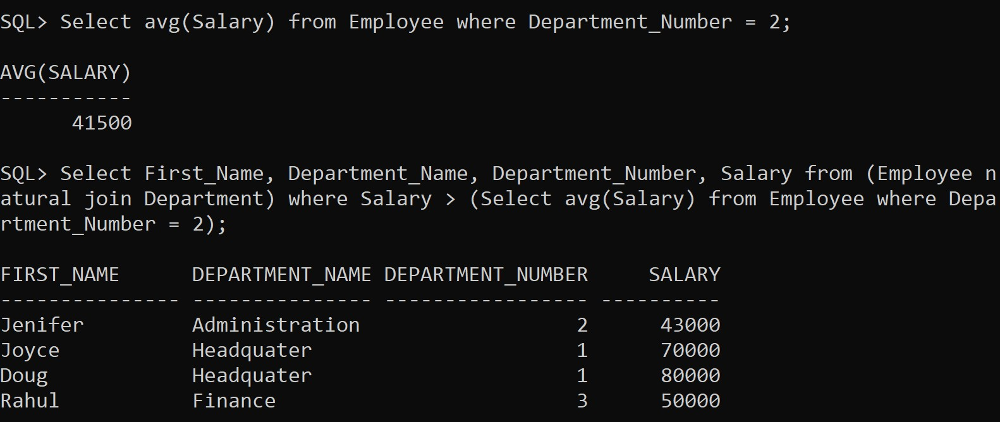 SQL> Select avg(Salary) from Employee where Department_Number = 2;
AVG(SALARY)
-----------
41500
SQL> Select First_Name, Department_Name, Department_Number, Salary from (Employee n
atural join Department) where Salary > (Select avg(Salary) from Employee where Depa
rtment_Number = 2);
FIRST_NAME      DEPARTMENT_NAME DEPARTMENT_NUMBER     SALARY
--------------- --------------- ----------------- ----------
Jenifer         Administration                  2      43000
Joyce           Headquater                      1      70000
Doug            Headquater                      1      80000
Rahul           Finance                         3      50000